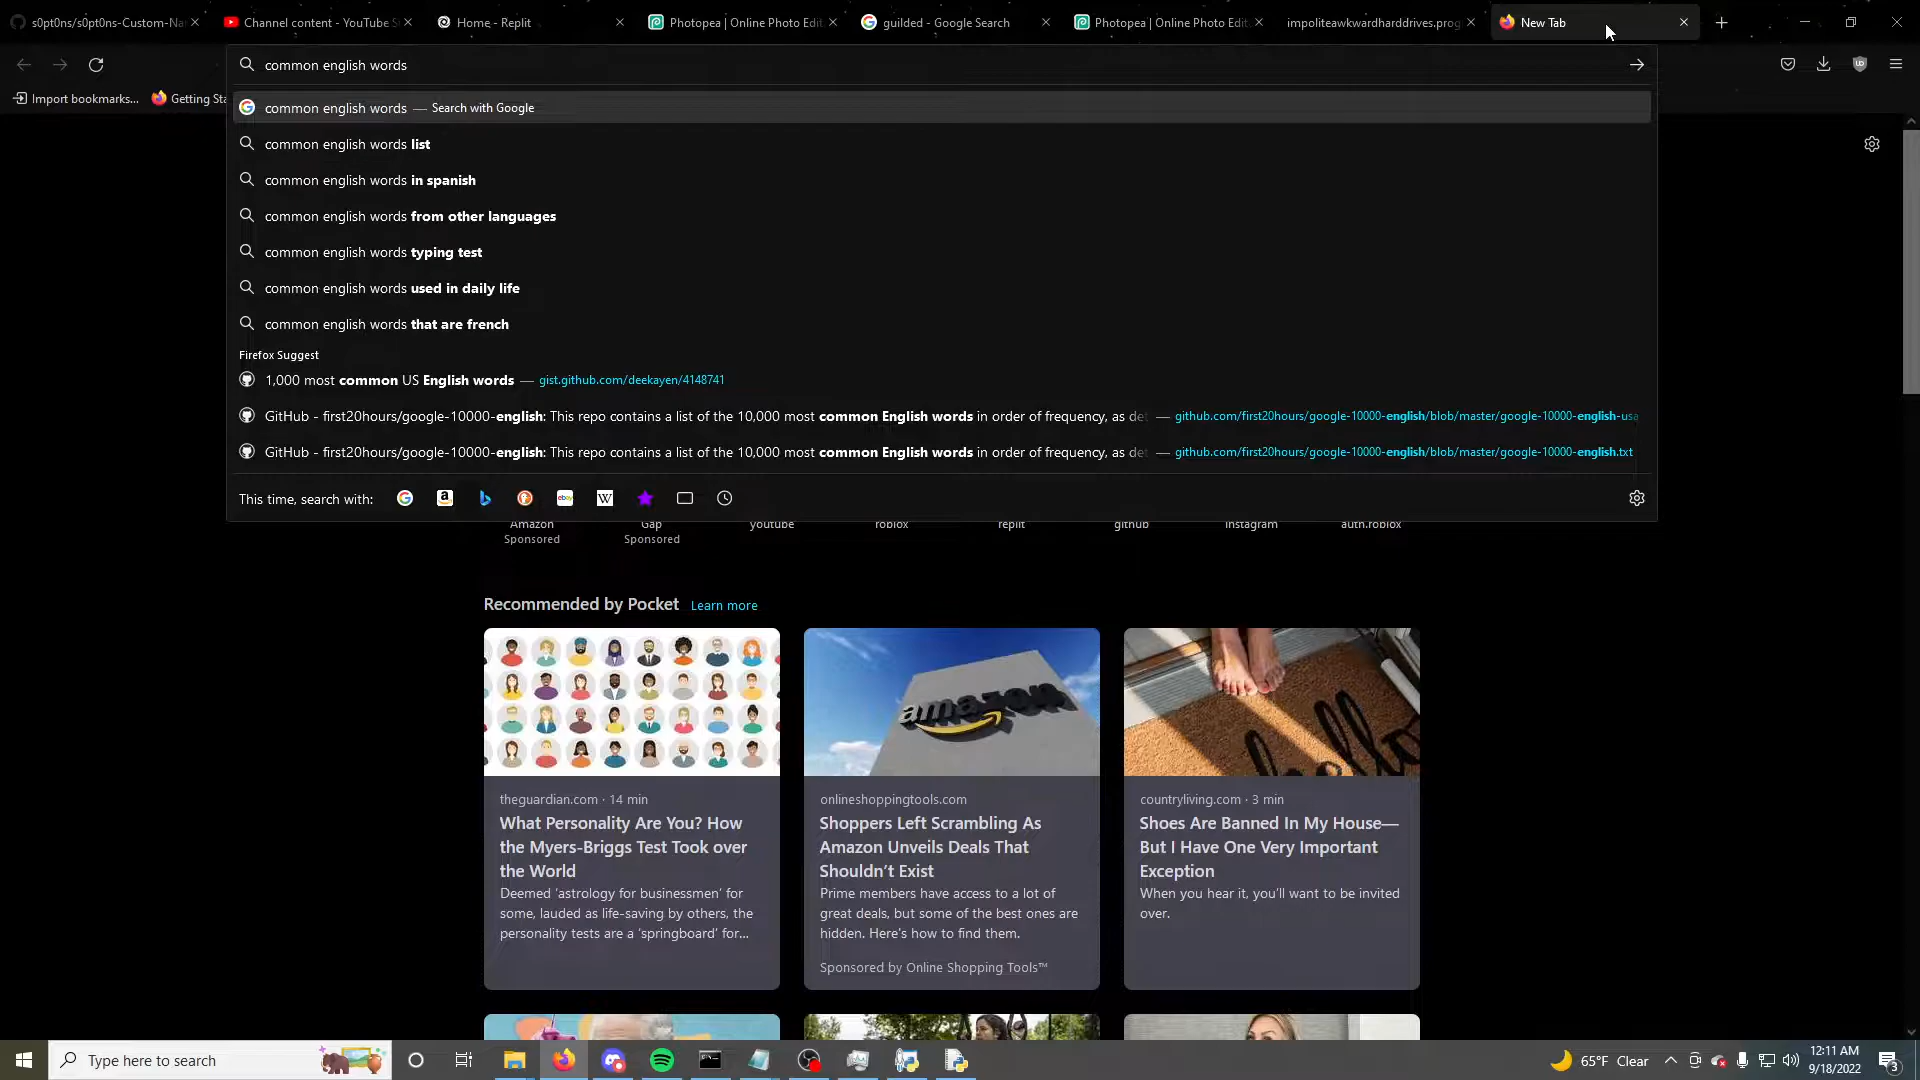 s0pt0ns/s0pt0ns-Custom-Na
Channel content - YouTube S
Home - Replit
Photopea | Online Photo Edit
guilded - Google Search
Photopea | Online Photo Edit
impoliteawkwardharddrives.prog
New Tab
common english words
Import bookmarks...
Getting Sta
common english words — Search with Google
common english words list
common english words in spanish
common english words from other languages
common english words typing test
common english words used in daily life
common english words that are french
Firefox Suggest
1,000 most common US English words — gist.github.com/deekayen/4148741
GitHub - first20hours/google-10000-english: This repo contains a list of the 10,000 most common English words in order of frequency, as det — github.com/first20hours/google-10000-english/blob/master/google-10000-english-usa
GitHub - first20hours/google-10000-english: This repo contains a list of the 10,000 most common English words in order of frequency, as det — github.com/first20hours/google-10000-english/blob/master/google-10000-english.txt
This time, search with:
Amazon
Sponsored
Gap
Sponsored
youtube
roblox
replit
github
instagram
auth.roblox
Recommended by Pocket
Learn more
amazon
hello
theguardian.com · 14 min
What Personality Are You? How
the Myers-Briggs Test Took over
the World
Deemed ‘astrology for businessmen’ for
some, lauded as life-saving by others, the
personality tests are a ‘springboard’ for...
onlineshoppingtools.com
Shoppers Left Scrambling As
Amazon Unveils Deals That
Shouldn’t Exist
Prime members have access to a lot of
great deals, but some of the best ones are
hidden. Here’s how to find them.
Sponsored by Online Shopping Tools™
countryliving.com · 3 min
Shoes Are Banned In My House—
But I Have One Very Important
Exception
When you hear it, you’ll want to be invited
over.
Type here to search
65°F Clear
12:11 AM
9/18/2022
3